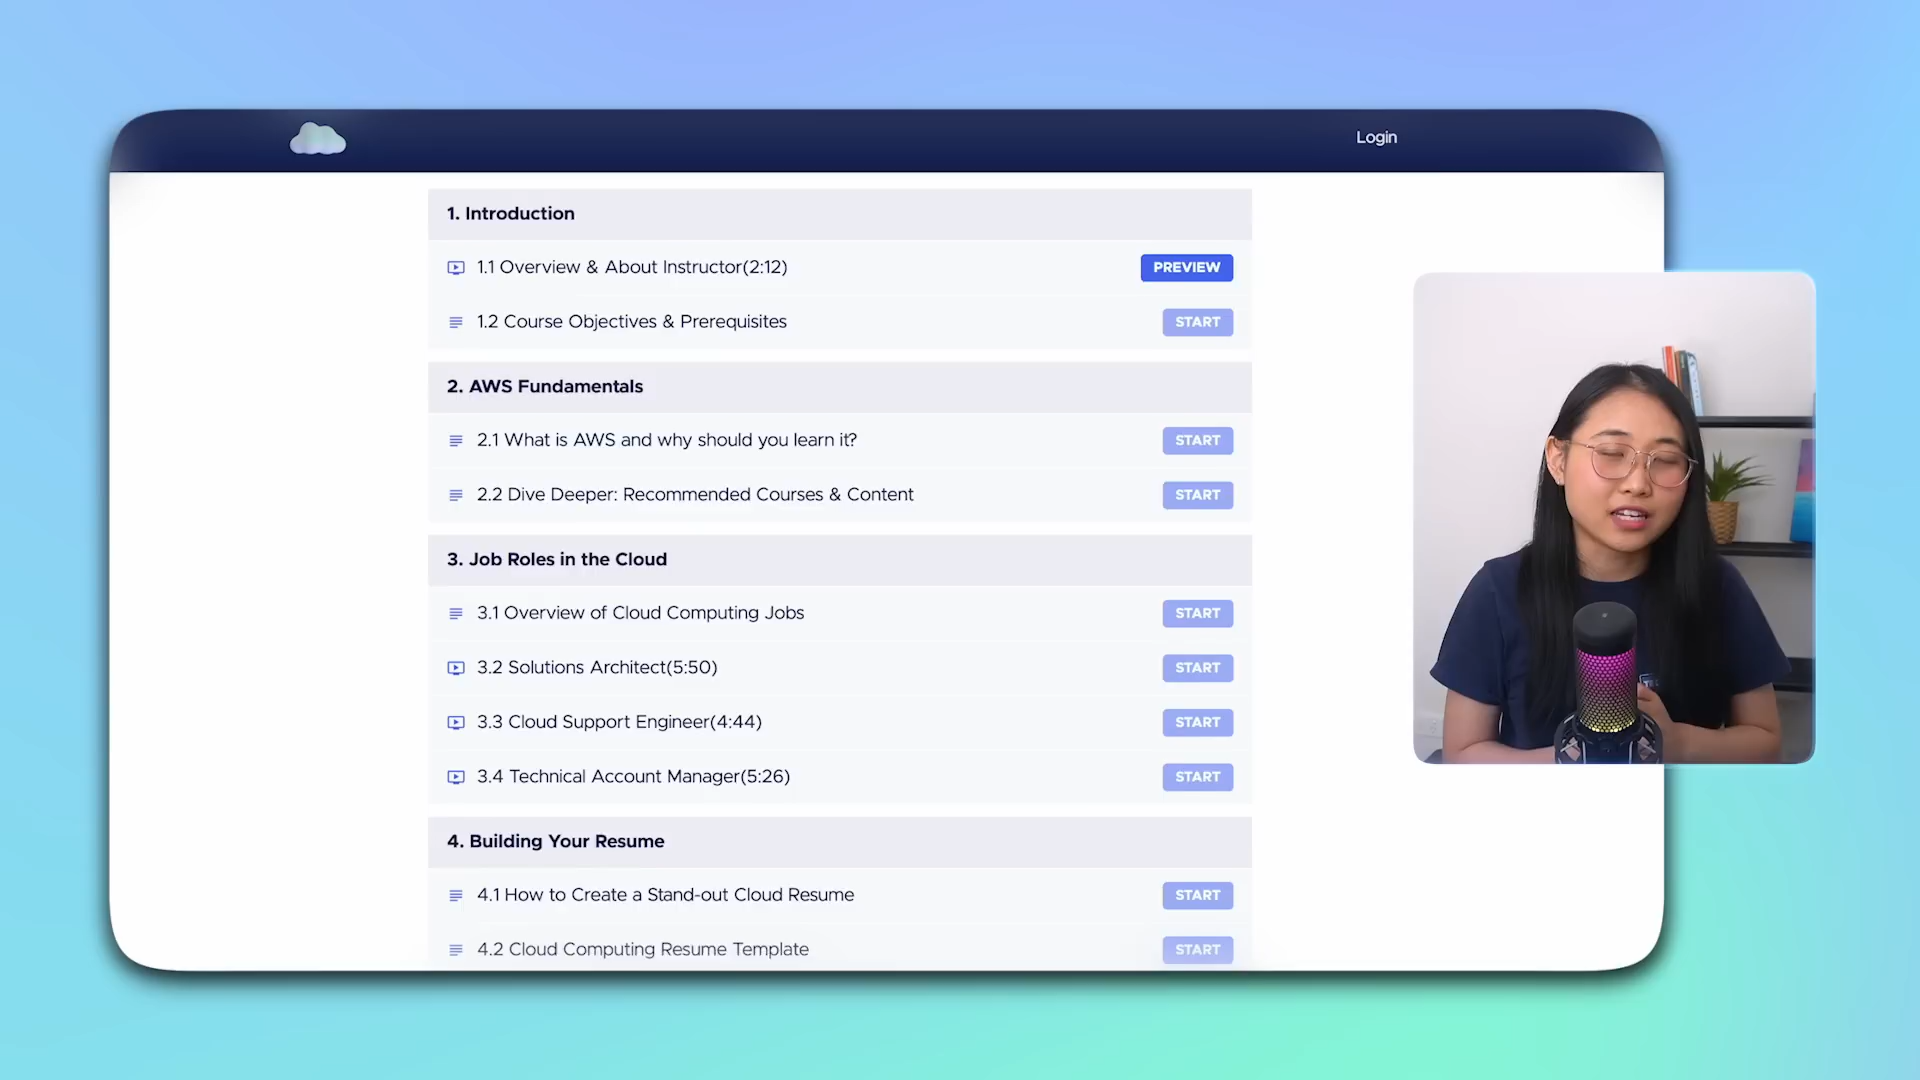 Login
1. Introduction
1.1 Overview & About Instructor(2:12)
PREVIEW
1.2 Course Objectives & Prerequisites
START
2. AWS Fundamentals
2.1 What is AWS and why should you learn it?
START
2.2 Dive Deeper: Recommended Courses & Content
START
3. Job Roles in the Cloud
3.1 Overview of Cloud Computing Jobs
START
3.2 Solutions Architect(5:50)
START
3.3 Cloud Support Engineer(4:44)
START
3.4 Technical Account Manager(5:26)
START
4. Building Your Resume
4.1 How to Create a Stand-out Cloud Resume
START
4.2 Cloud Computing Resume Template
START